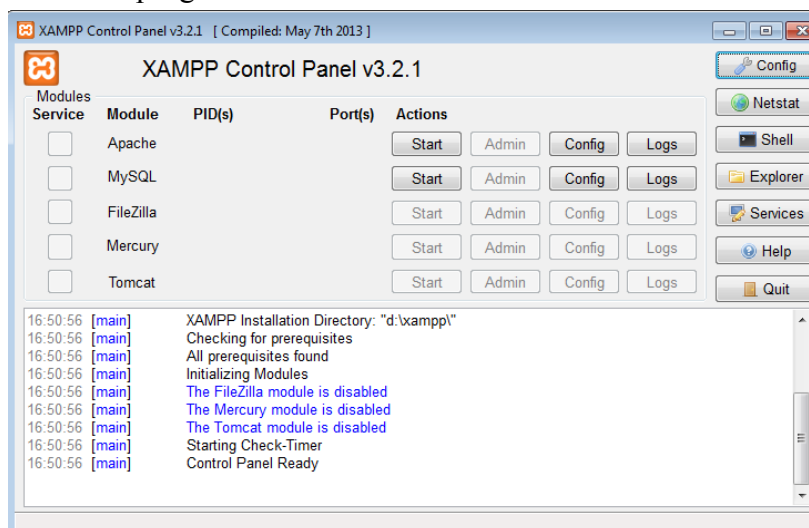 XAMPP Control Panel v3.2.1 [ Compiled: May 7th 2013 ]
XAMPP Control Panel v3.2.1
Config
Modules
Service Module PID(s) Port(s) Actions
Netstat
Apache Start Admin Config Logs
Shell
MySQL Start Admin Config Logs
Explorer
FileZilla Start Admin Config Logs
Services
Mercury Start Admin Config Logs
Help
Tomcat Start Admin Config Logs
Quit
16:50:56 [main] XAMPP Installation Directory: "d:\xampp\"
16:50:56 [main] Checking for prerequisites
16:50:56 [main] All prerequisites found
16:50:56 [main] Initializing Modules
16:50:56 [main] The FileZilla module is disabled
16:50:56 [main] The Mercury module is disabled
16:50:56 [main] The Tomcat module is disabled
16:50:56 [main] Starting Check-Timer
16:50:56 [main] Control Panel Ready